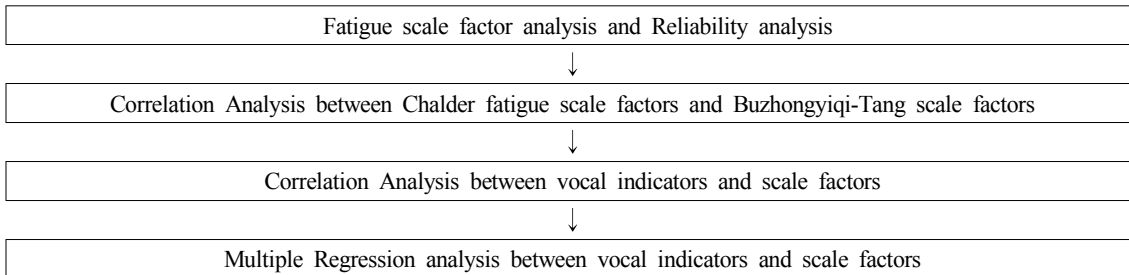 Fatigue scale factor analysis and Reliability analysis
↓
Correlation Analysis between Chalder fatigue scale factors and Buzhongyiqi-Tang scale factors
↓
Correlation Analysis between vocal indicators and scale factors
↓
Multiple Regression analysis between vocal indicators and scale factors